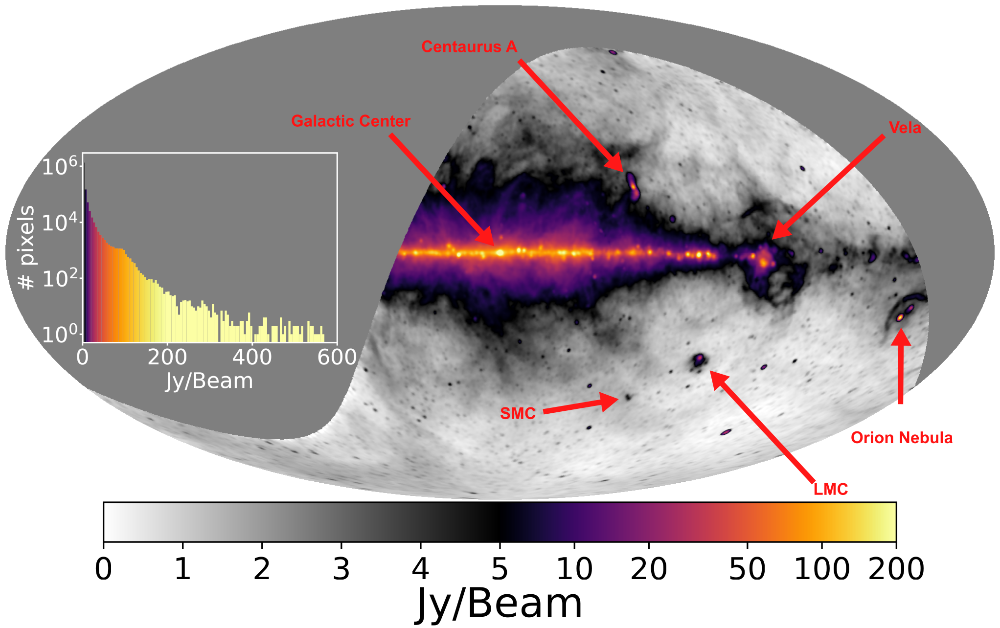 Centaurus A
Galactic Center
Vela
10⁶
10⁴
10²
10⁰
# pixels
0 200 400 600
Jy/Beam
SMC
Orion Nebula
LMC
0 1 2 3 4 5 10 20 50 100 200
Jy/Beam